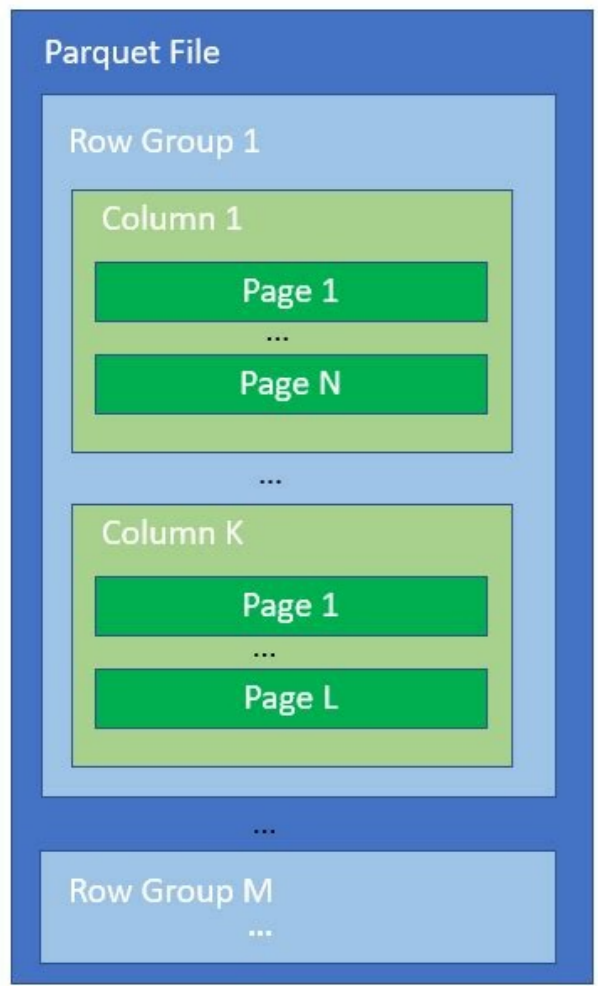 Parquet File
Row Group 1
Column 1
Page 1
...
Page N
...
Column K
Page 1
...
Page L
...
Row Group M
...